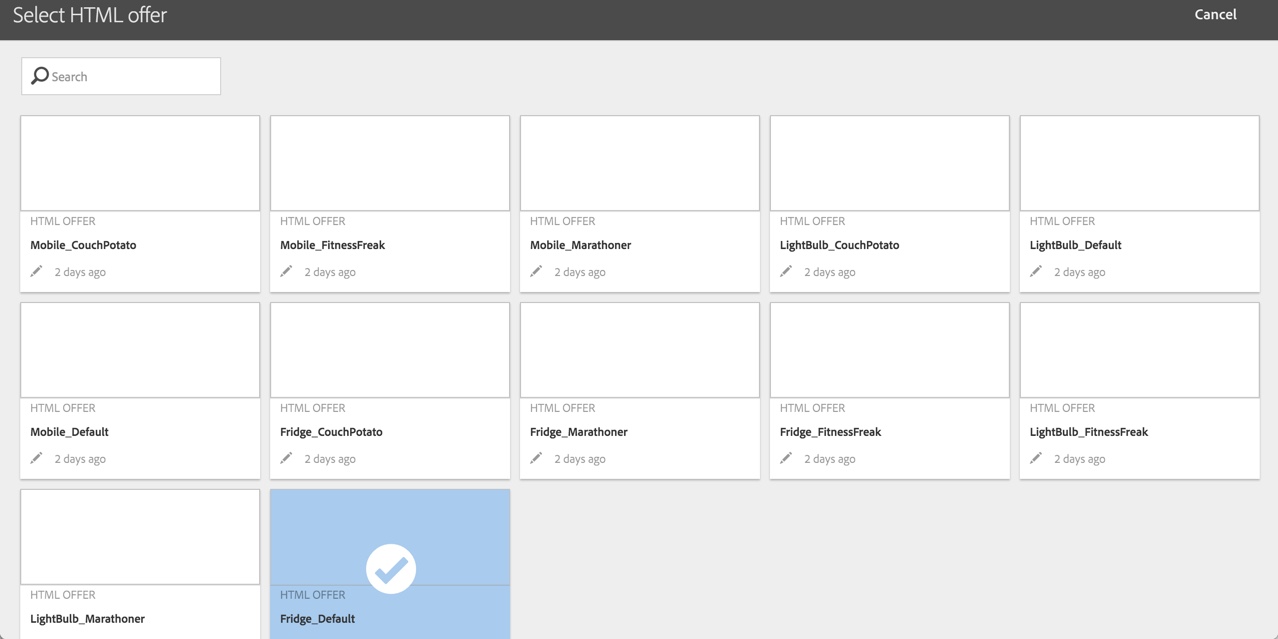 Select HTML offer
Cancel
Search
HTML OFFER
Mobile_CouchPotato
2 days ago
HTML OFFER
Mobile_FitnessFreak
2 days ago
HTML OFFER
Mobile_Marathoner
2 days ago
HTML OFFER
LightBulb_CouchPotato
2 days ago
HTML OFFER
LightBulb_Default
2 days ago
HTML OFFER
Mobile_Default
2 days ago
HTML OFFER
Fridge_CouchPotato
2 days ago
HTML OFFER
Fridge_Marathoner
2 days ago
HTML OFFER
Fridge_FitnessFreak
2 days ago
HTML OFFER
LightBulb_FitnessFreak
2 days ago
HTML OFFER
LightBulb_Marathoner
HTML OFFER
Fridge_Default